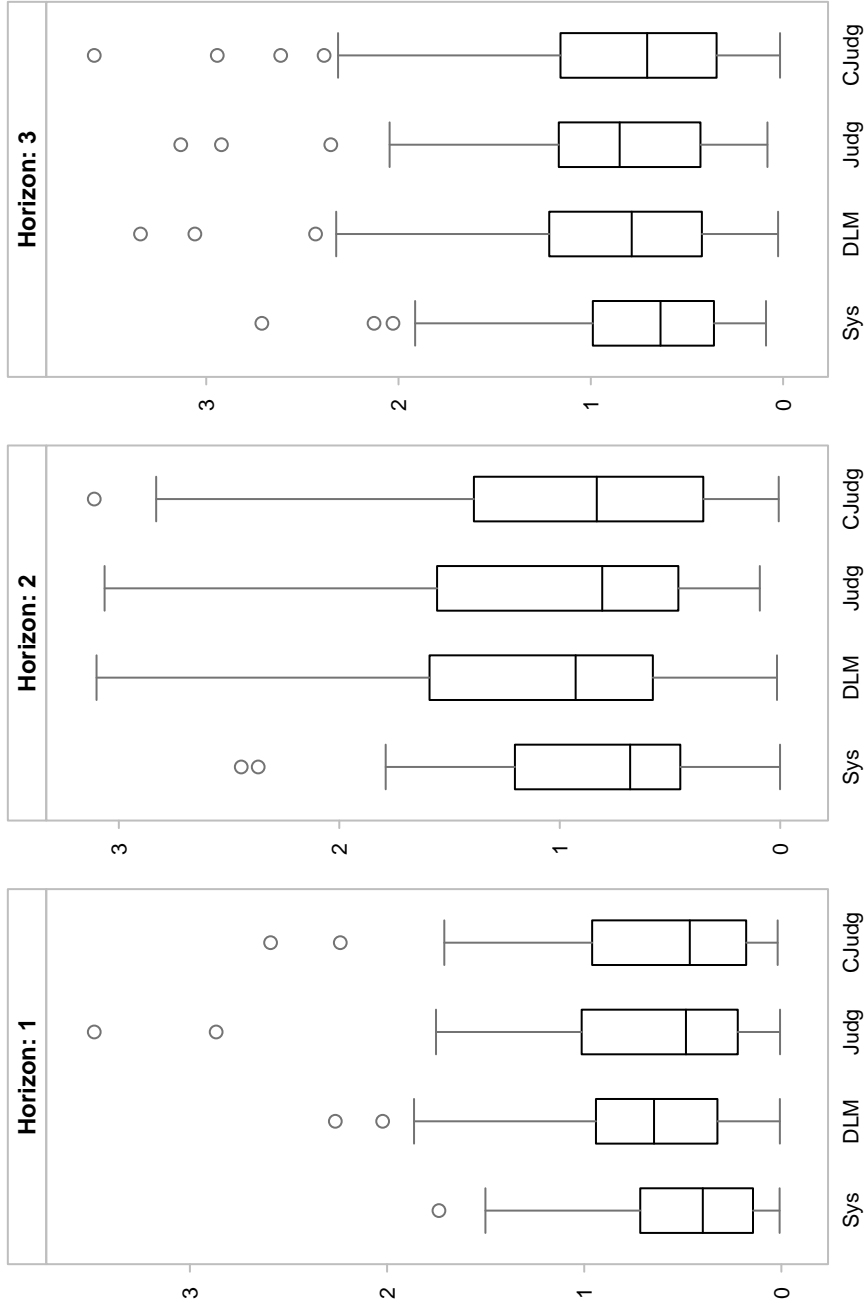 Horizon: 1
3
2
1
0
Sys
DLM
Judg
CJudg
Horizon: 2
3
2
1
0
Sys
DLM
Judg
CJudg
Horizon: 3
3
2
1
0
Sys
DLM
Judg
CJudg